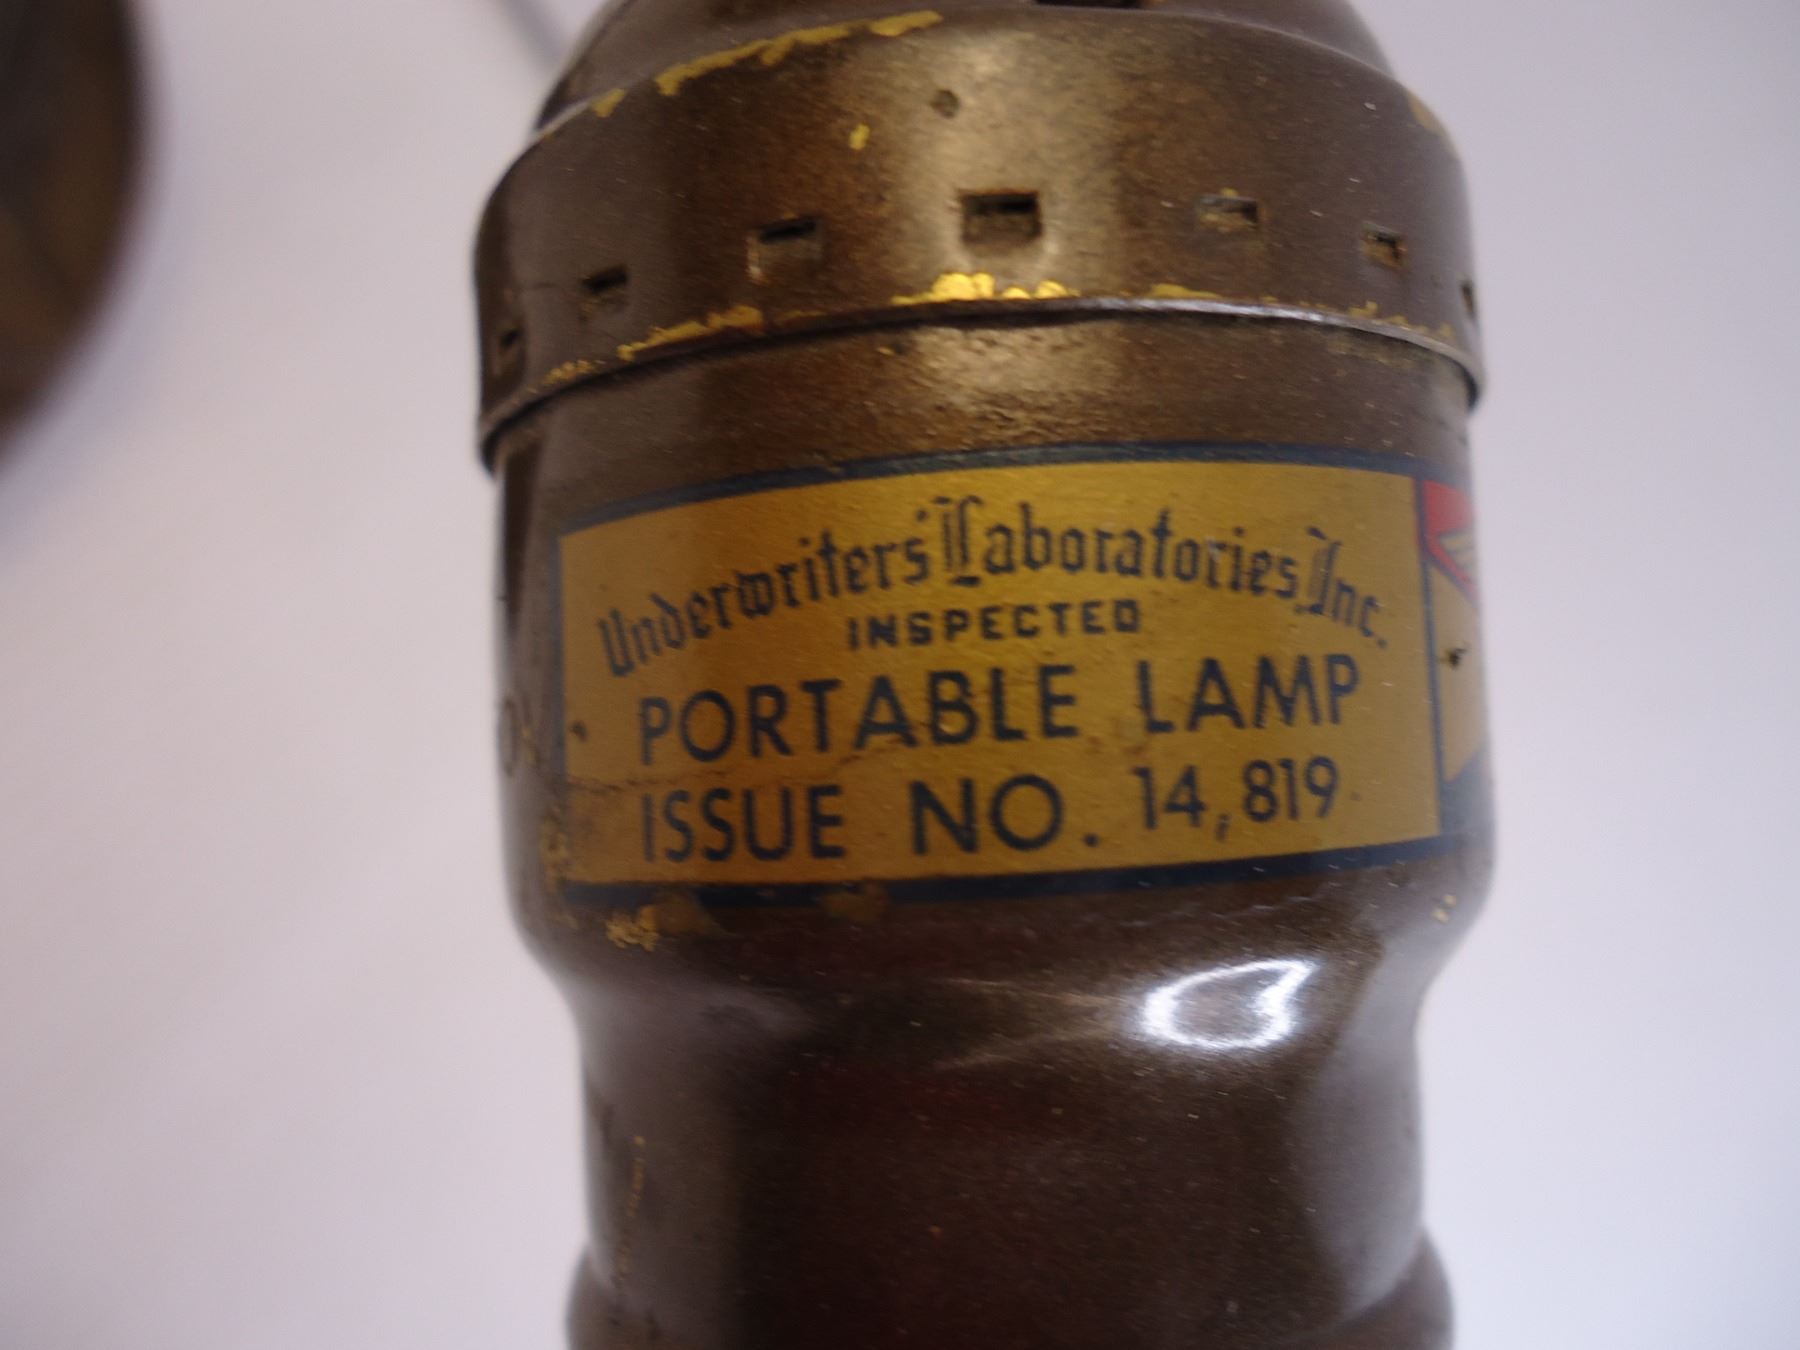 Underwriters' Laboratories, Inc.
INSPECTED
PORTABLE LAMP
ISSUE NO. 14,819